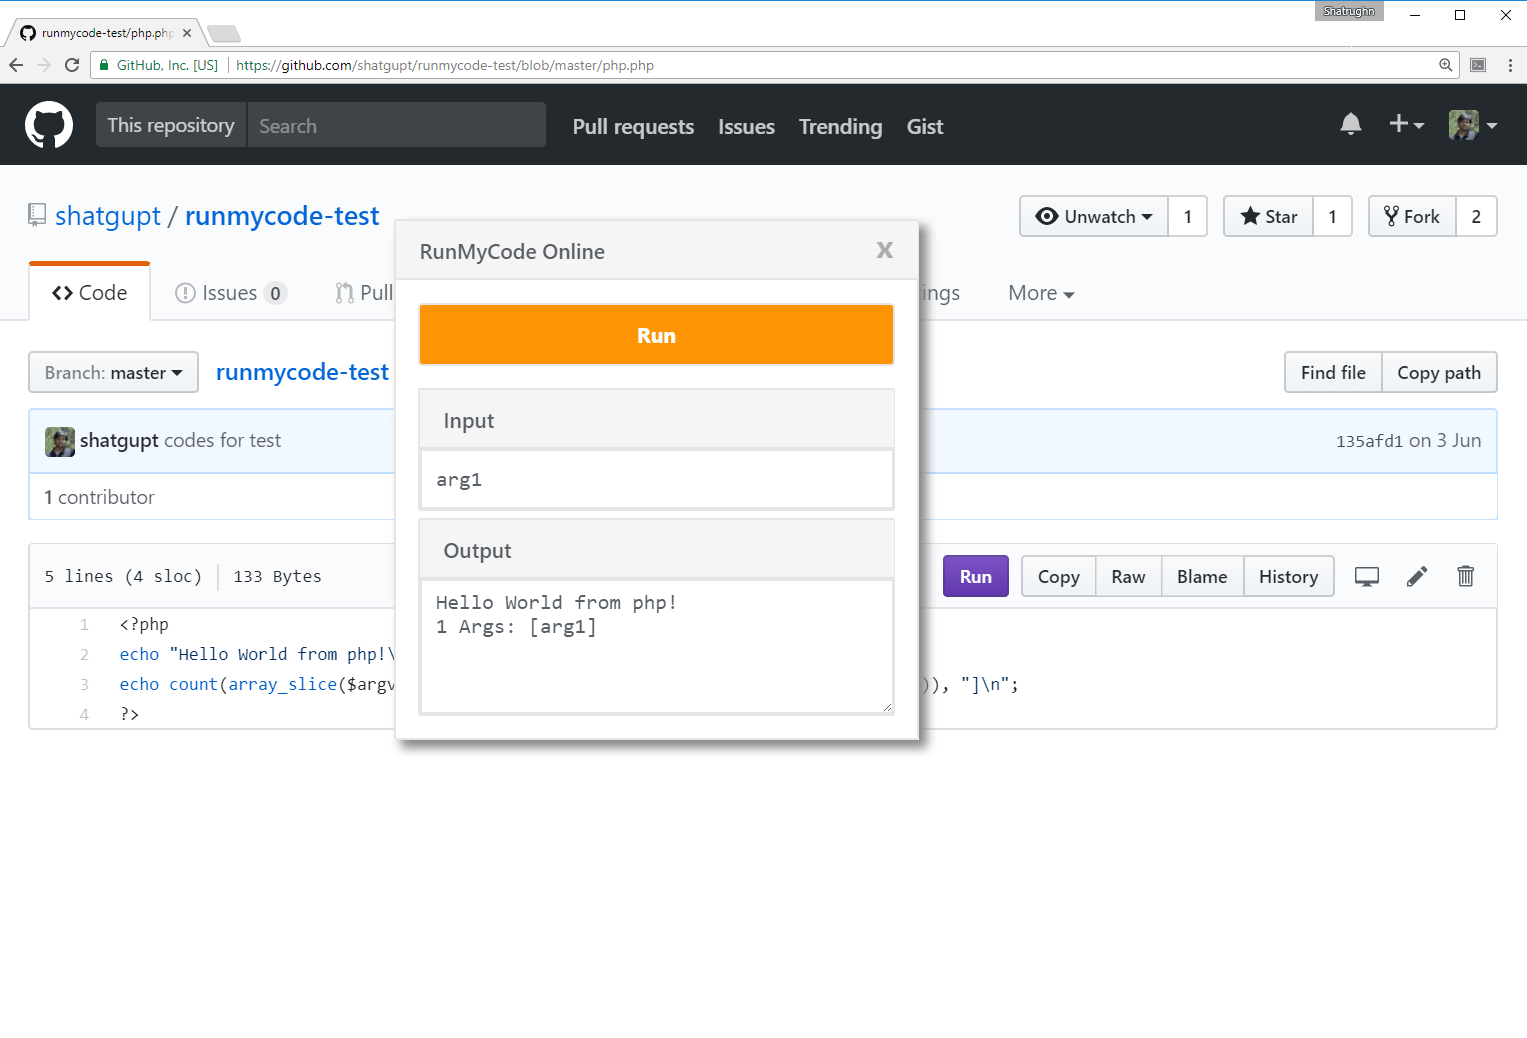 Shatrughn
runmycode-test/php.php
GitHub, Inc. [US] https://github.com/shatgupt/runmycode-test/blob/master/php.php
This repository Search Pull requests Issues Trending Gist
shatgupt / runmycode-test
Unwatch 1 Star 1 Fork 2
Code Issues 0 Pull ings More
RunMyCode Online X
Run
Branch: master runmycode-test
Find file Copy path
Input
shatgupt codes for test
135afd1 on 3 Jun
arg1
1 contributor
Output
5 lines (4 sloc) 133 Bytes
Run Copy Raw Blame History
Hello World from php!
1 Args: [arg1]
1 <?php
2 echo "Hello World from php!\
3 echo count(array_slice($argv )), "]\n";
4 ?>